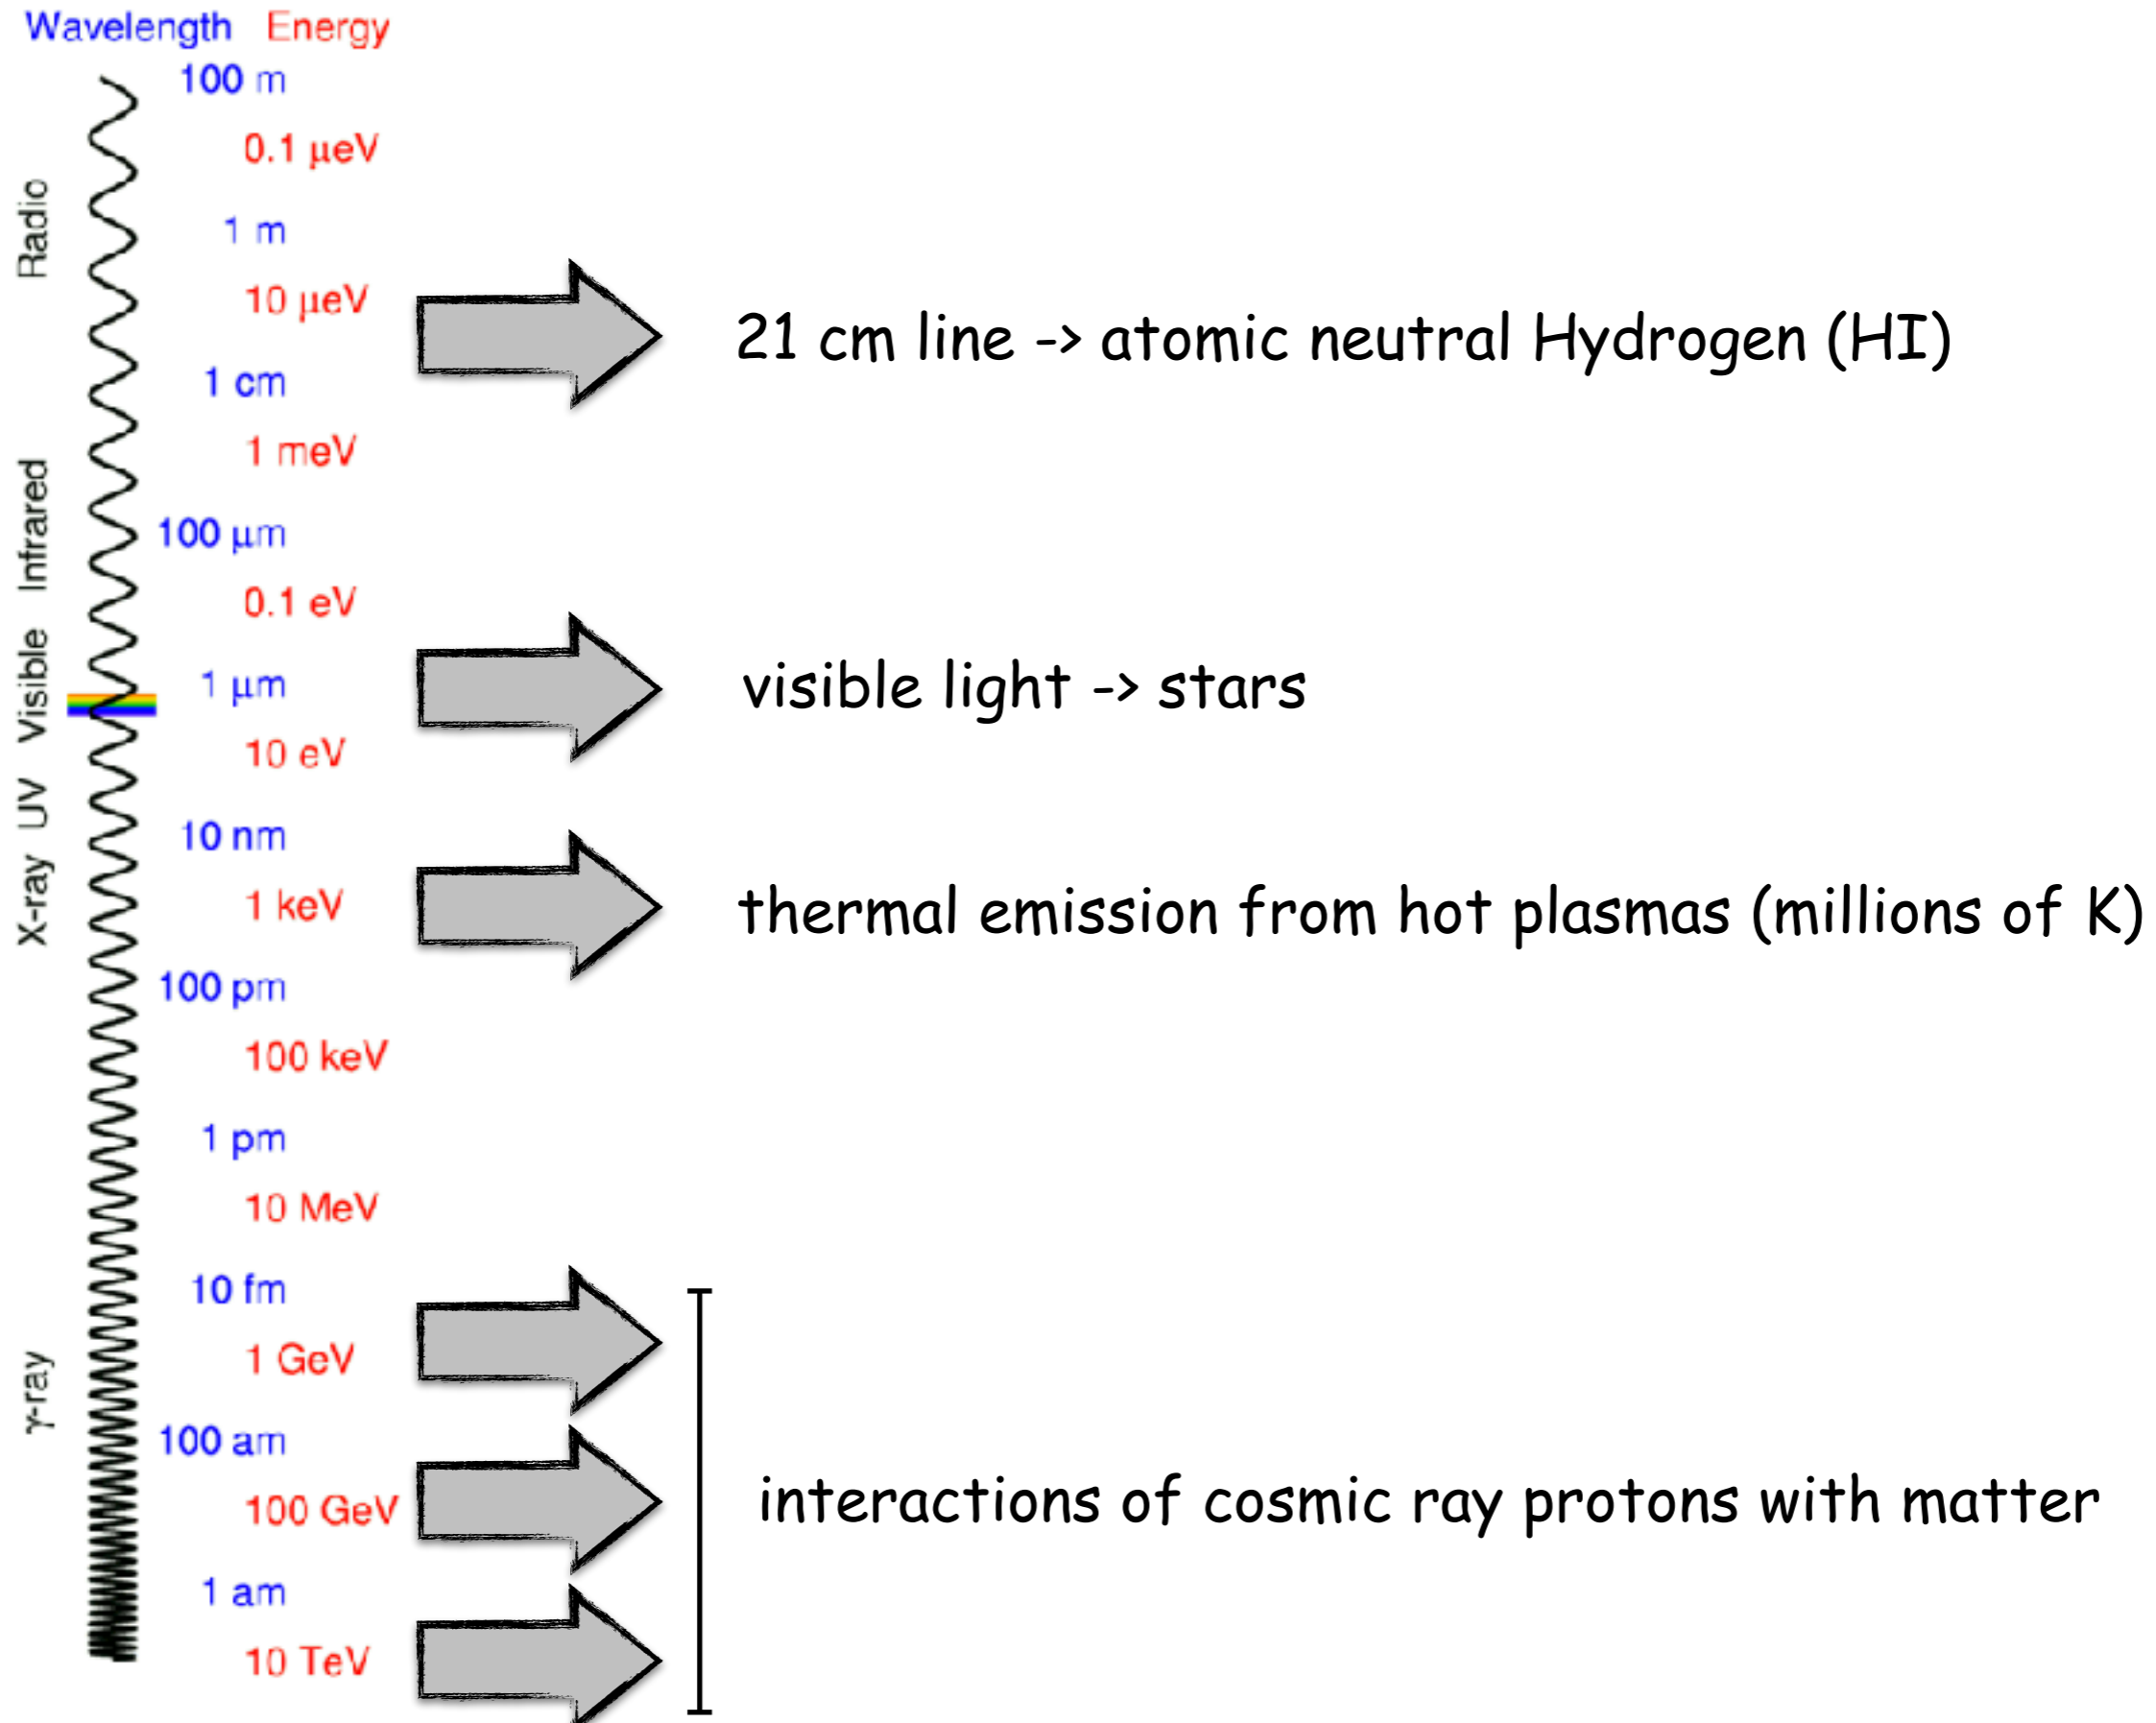 Wavelength Energy
100 m
0.1 μeV
Radio
1 m
10 μeV
21 cm line -> atomic neutral Hydrogen (HI)
1 cm
1 meV
Infrared
100 μm
0.1 eV
Visible
1 μm
visible light -> stars
10 eV
UV
10 nm
X-ray
1 keV
thermal emission from hot plasmas (millions of K)
100 pm
100 keV
1 pm
10 MeV
10 fm
1 GeV
γ-ray
100 am
100 GeV
interactions of cosmic ray protons with matter
1 am
10 TeV